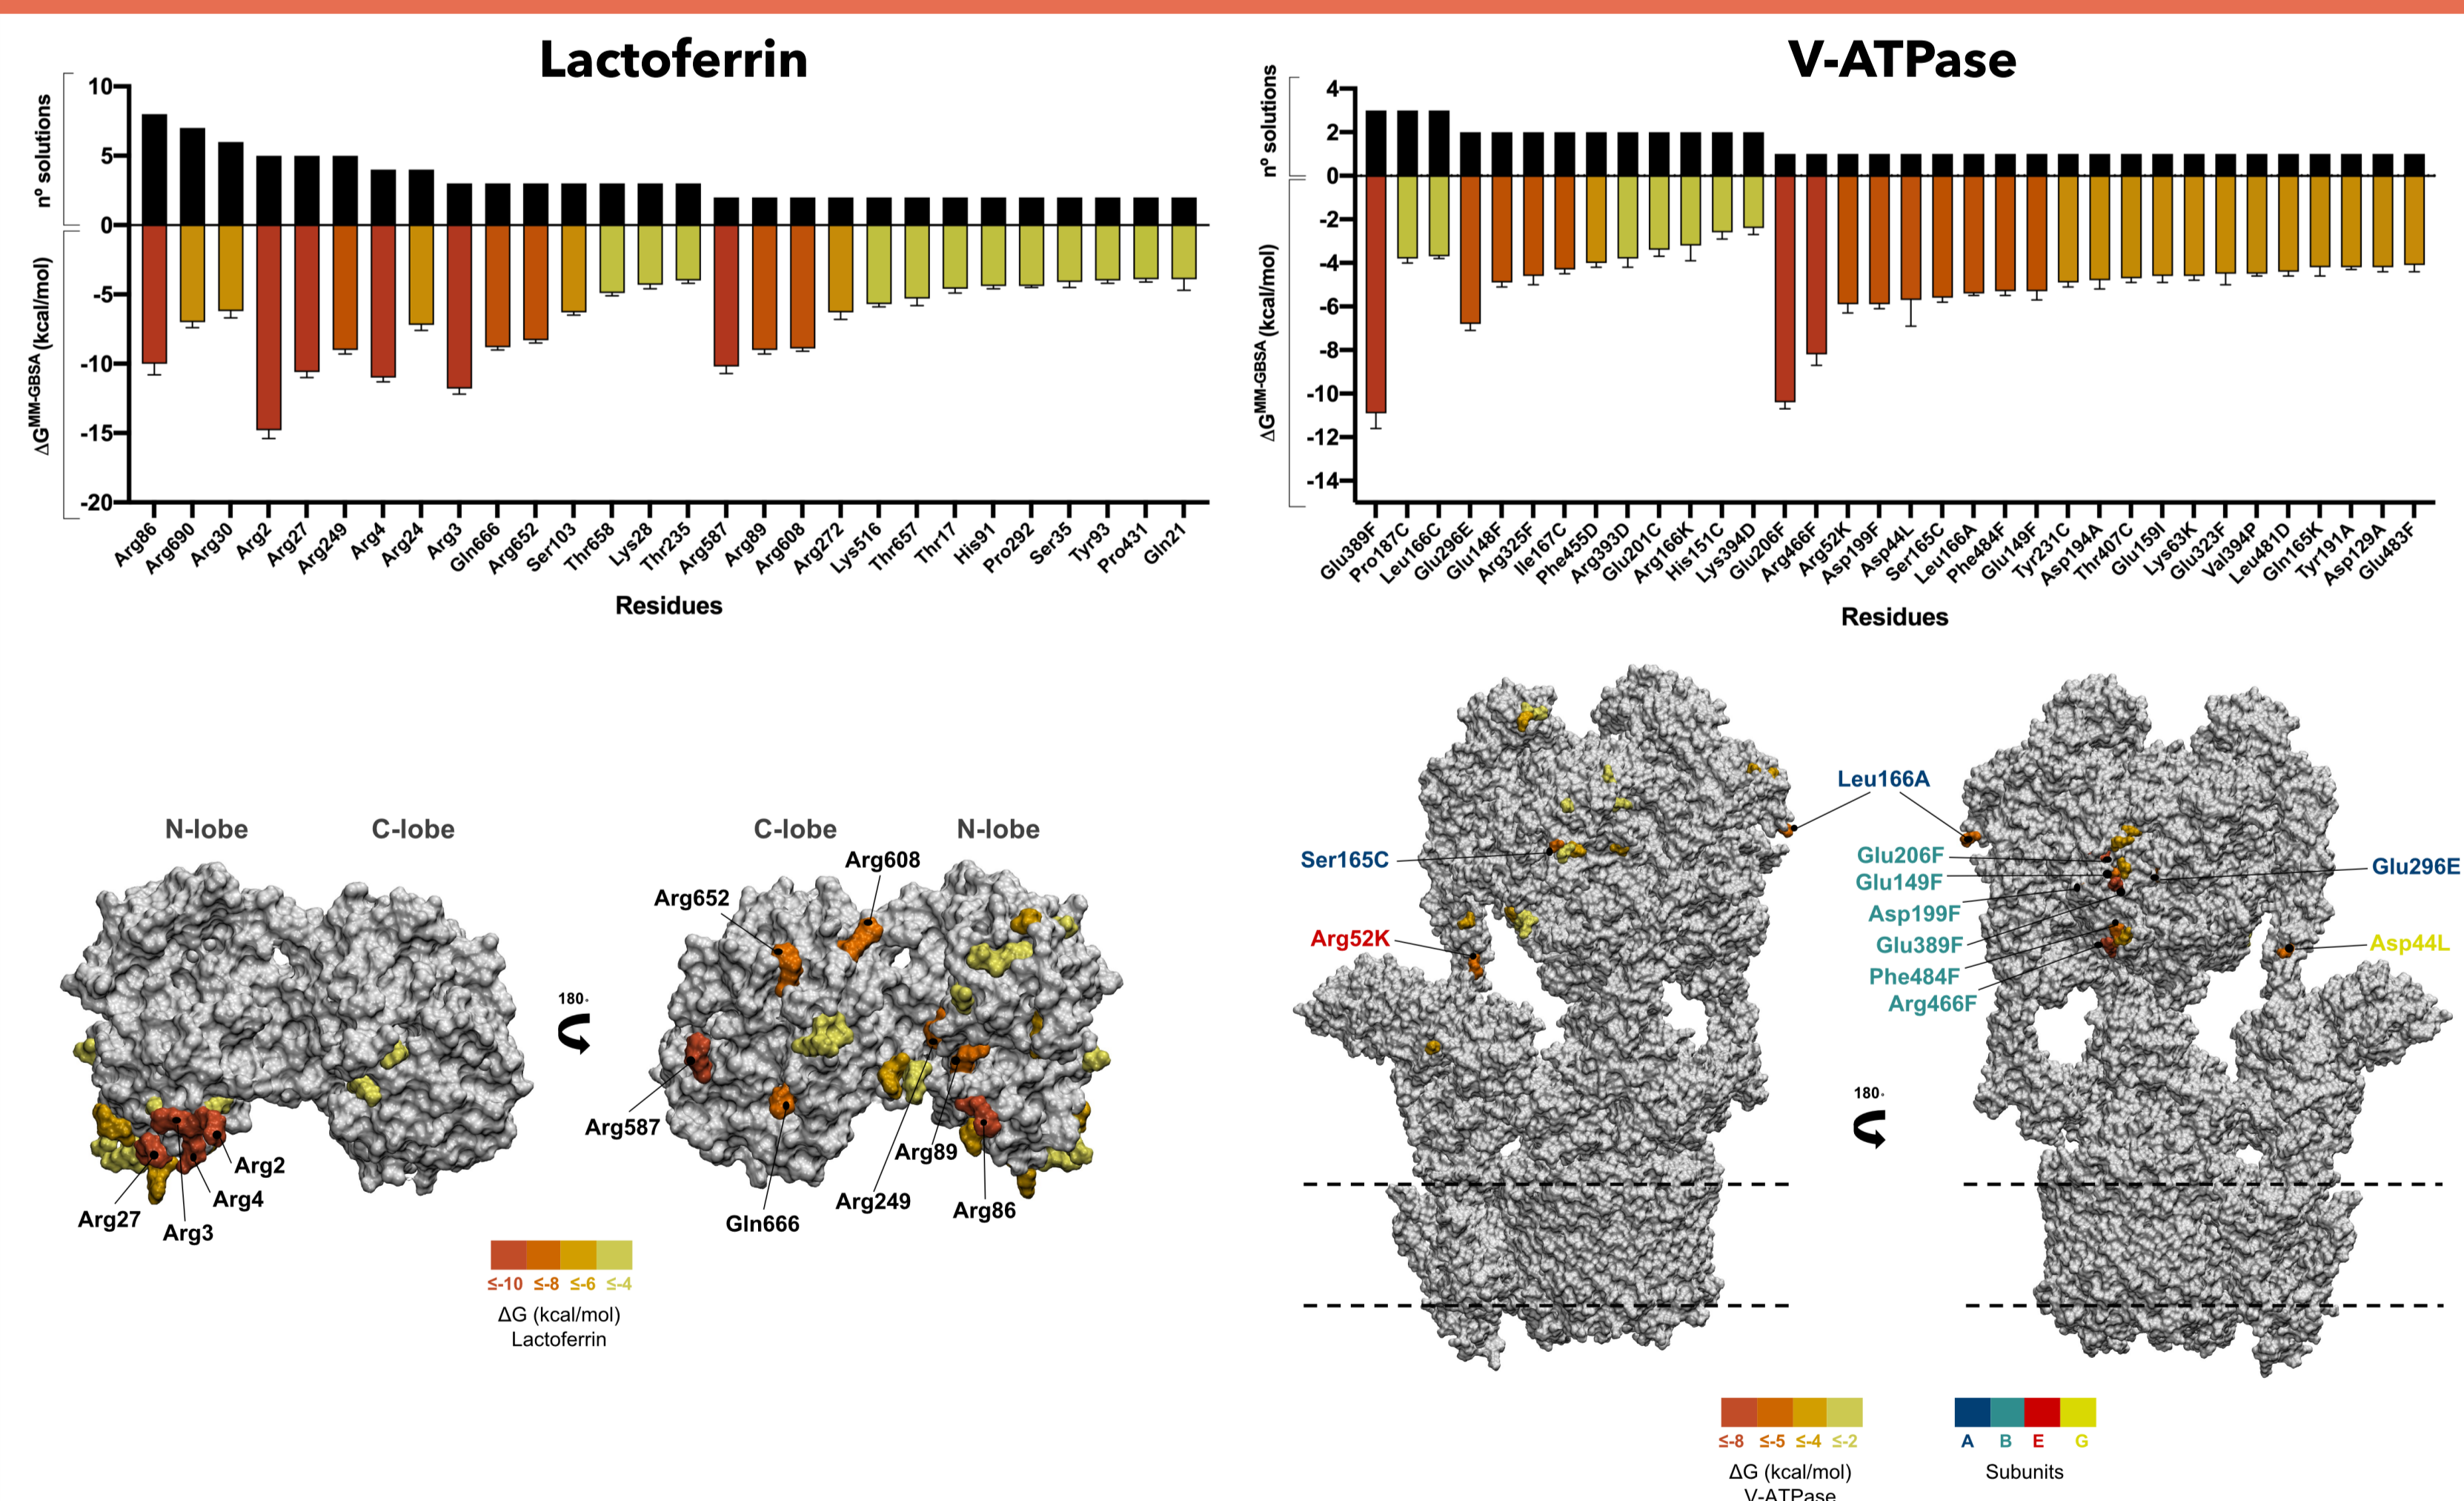 Lactoferrin
nº solutions
ΔG^MM-GBSA (kcal/mol)
10
5
0
-5
-10
-15
-20
Arg86
Arg690
Arg30
Arg2
Arg27
Arg249
Arg4
Arg24
Arg3
Gln666
Arg652
Ser103
Thr658
Lys28
Thr235
Arg587
Arg89
Arg608
Arg272
Lys516
Thr657
Thr17
His91
Pro292
Ser35
Tyr93
Pro431
Gln21
Residues
V-ATPase
nº solutions
ΔG^MM-GBSA (kcal/mol)
4
2
0
-2
-4
-6
-8
-10
-12
-14
Glu389F
Pro187C
Leu166C
Glu296E
Glu148F
Arg325F
Ile167C
Phe455D
Arg393D
Glu201C
Arg166K
His151C
Lys394D
Glu206F
Arg466F
Arg52K
Asp199F
Asp44L
Ser165C
Leu166A
Phe484F
Glu149F
Tyr231C
Asp194A
Thr407C
Glu159I
Lys63K
Glu323F
Val394P
Leu481D
Gln165K
Tyr191A
Asp129A
Glu483F
Residues
N-lobe
C-lobe
Arg27
Arg3
Arg4
Arg2
180°
C-lobe
N-lobe
Arg608
Arg652
Arg587
Gln666
Arg249
Arg89
Arg86
≤-10 ≤-8 ≤-6 ≤-4
ΔG (kcal/mol)
Lactoferrin
Leu166A
Ser165C
Arg52K
Glu206F
Glu149F
Asp199F
Glu389F
Phe484F
Arg466F
Glu296E
Asp44L
180°
≤-8 ≤-5 ≤-4 ≤-2
ΔG (kcal/mol)
V-ATPase
A B E G
Subunits